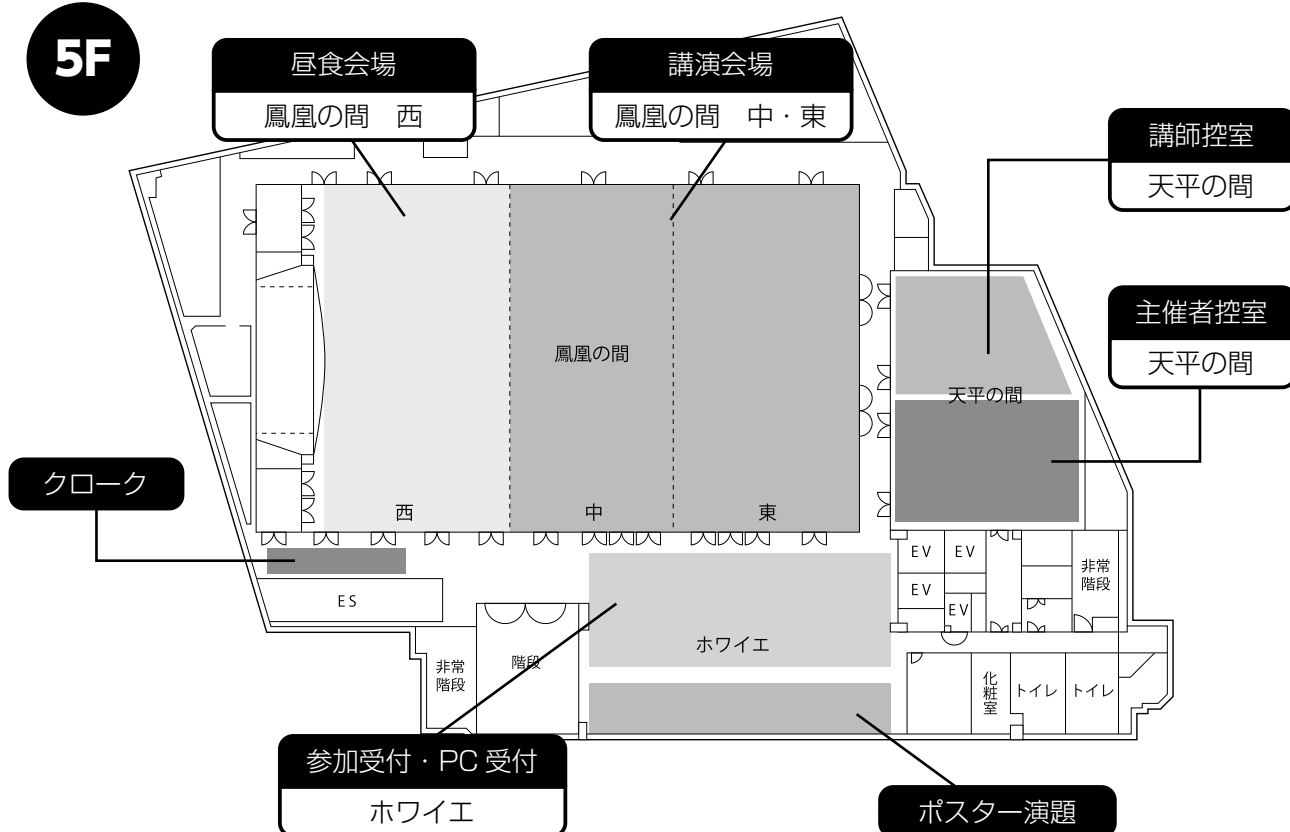 5F
昼食会場
鳳凰の間　西
講演会場
鳳凰の間　中・東
講師控室
天平の間
主催者控室
天平の間
鳳凰の間
天平の間
クローク
西
中
東
EV
EV
EV
EV
非常
階段
ES
ホワイエ
非常
階段
階段
化粧室
トイレ
トイレ
参加受付・PC 受付
ホワイエ
ポスター演題